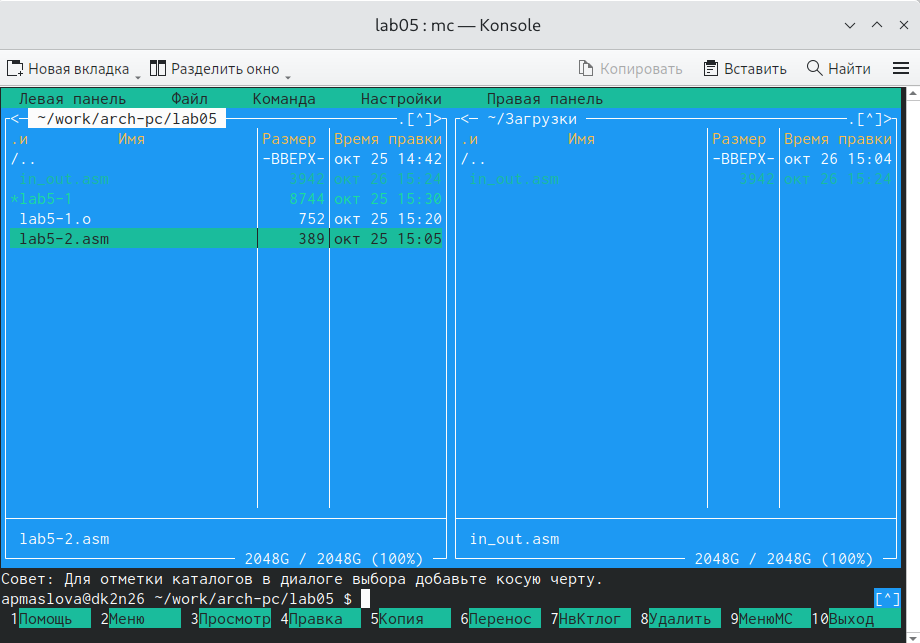 lab05 : mc — Konsole
Новая вкладка Разделить окно Копировать Вставить Найти
Левая панель Файл Команда Настройки Правая панель
<─ ~/work/arch-pc/lab05 .[^]> <─ ~/Загрузки .[^]>
.и Имя Размер Время правки .и Имя Размер Время правки
/.. -ВВЕРХ- окт 25 14:42 /.. -ВВЕРХ- окт 26 15:04
in_out.asm 3942 окт 26 15:24 in_out.asm 3942 окт 26 15:24
*lab5-1 8744 окт 25 15:30
lab5-1.o 752 окт 25 15:20
lab5-2.asm 389 окт 25 15:05
lab5-2.asm in_out.asm
2048G / 2048G (100%) 2048G / 2048G (100%)
Совет: Для отметки каталогов в диалоге выбора добавьте косую черту.
apmaslova@dk2n26 ~/work/arch-pc/lab05 $ [^]
1Помощь 2Меню 3Просмотр 4Правка 5Копия 6Перенос 7НвКтлог 8Удалить 9МенюMC 10Выход